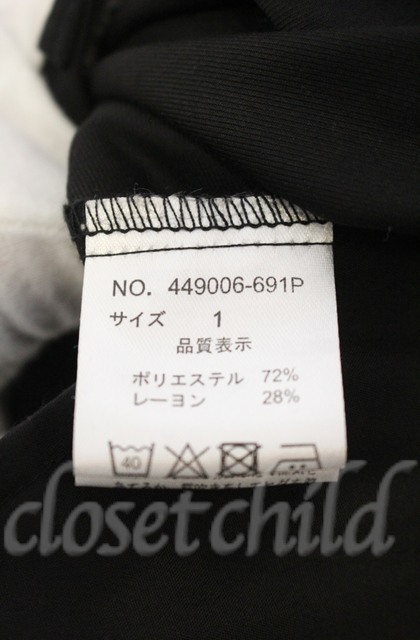 NO. 449006-691P
サイズ 1
品質表示
ポリエステル 72%
レーヨン 28%
40
closet child